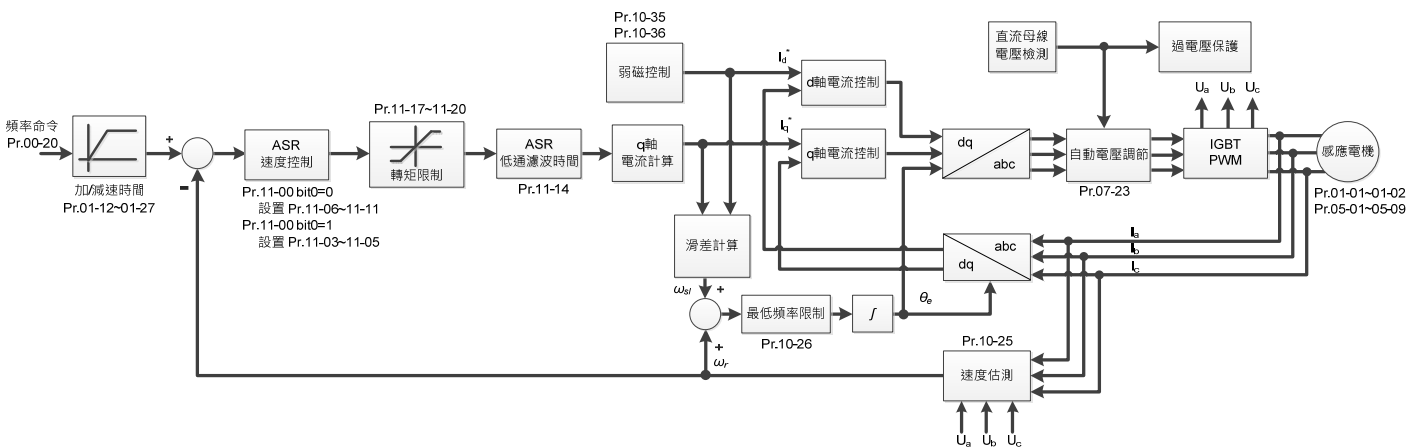 頻率命令
Pr.00-20
加/減速時間
Pr.01-12~01-27
+
-
ASR
速度控制
Pr.11-00 bit0=0
設置 Pr.11-06~11-11
Pr.11-00 bit0=1
設置 Pr.11-03~11-05
Pr.11-17~11-20
轉矩限制
ASR
低通濾波時間
Pr.11-14
q軸
電流計算
Pr.10-35
Pr.10-36
弱磁控制
Id*
Iq*
d軸電流控制
q軸電流控制
dq
abc
直流母線
電壓檢測
過電壓保護
自動電壓調節
Pr.07-23
Ua Ub Uc
IGBT
PWM
感應電機
Pr.01-01~01-02
Pr.05-01~05-09
Ia
Ib
Ic
abc
dq
滑差計算
ωsl
+
最低頻率限制
Pr.10-26
∫
θe
+
ωr
Pr.10-25
速度估測
Ua Ub Uc